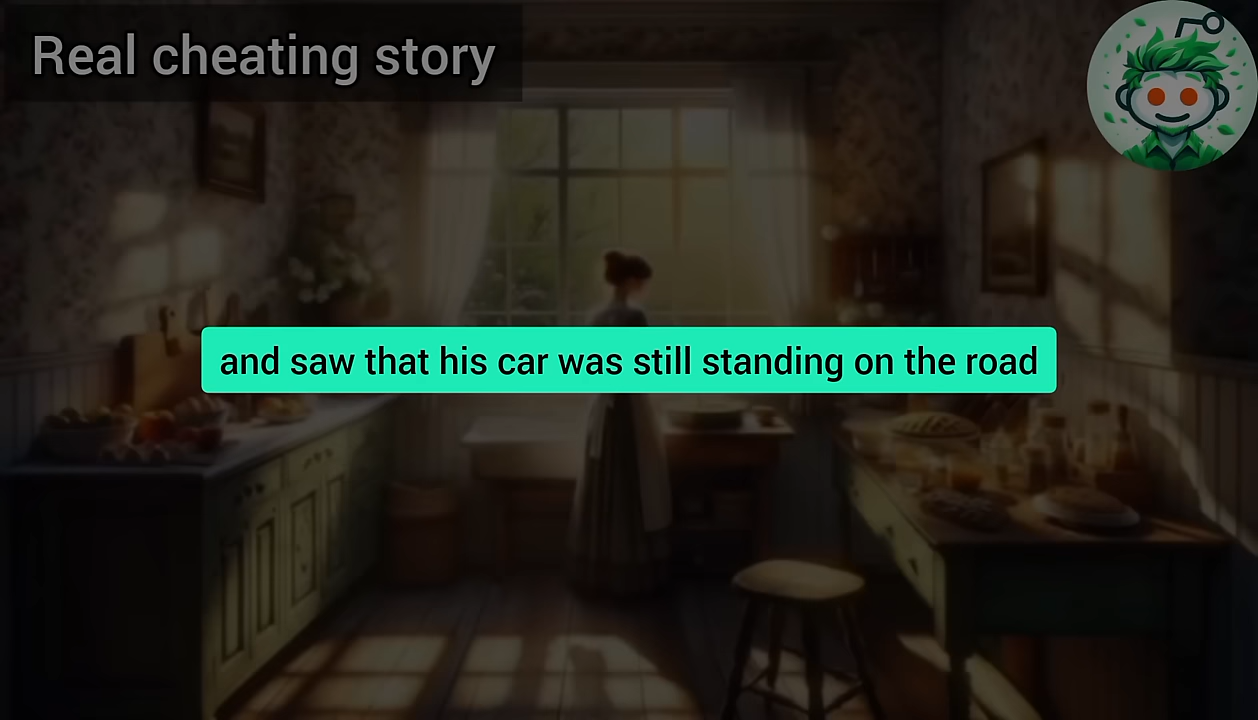 Real cheating story
and saw that his car was still standing on the road